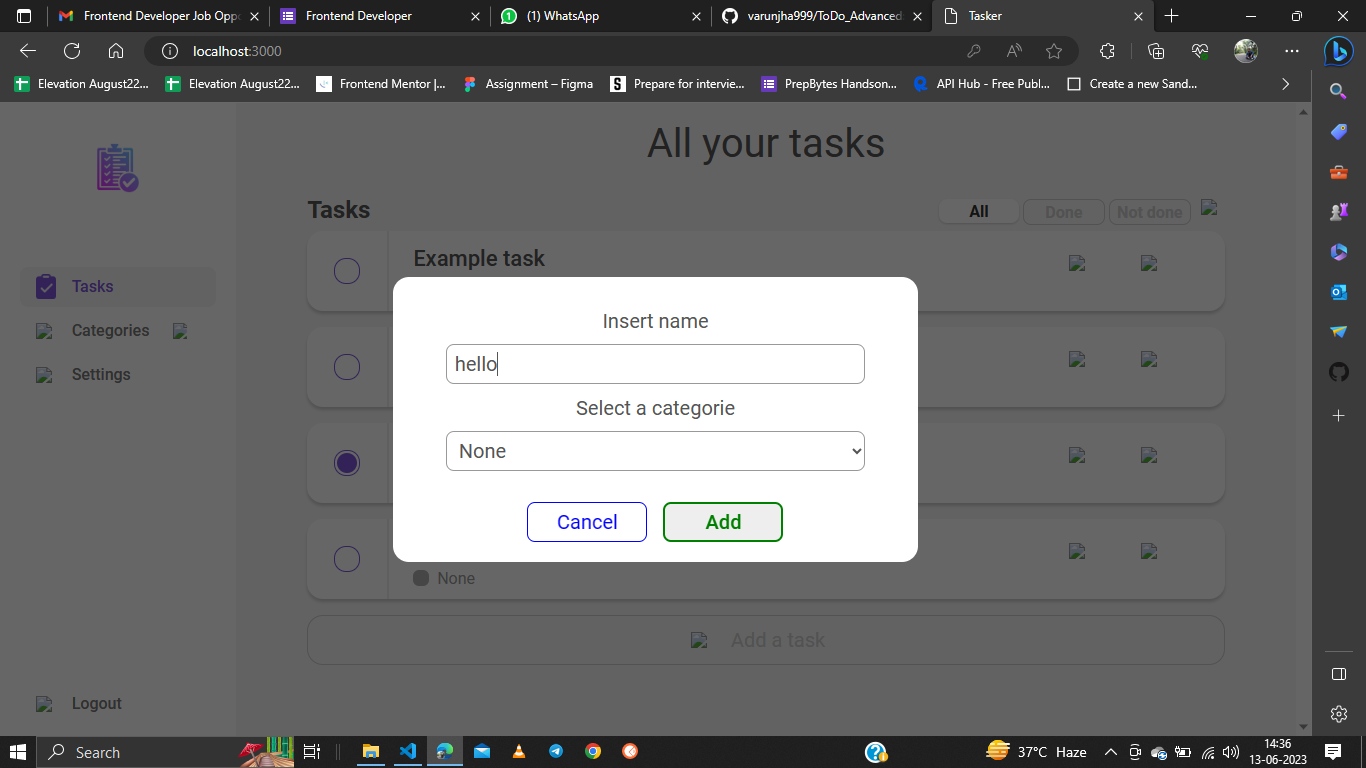 Frontend Developer Job Oppo
Frontend Developer
(1) WhatsApp
varunjha999/ToDo_Advanced
Tasker
localhost:3000
Elevation August22...
Elevation August22...
Frontend Mentor |...
Assignment – Figma
Prepare for intervie...
PrepBytes Handson...
API Hub - Free Publ...
Create a new Sand...
All your tasks
Tasks
All
Done
Not done
Example task
Tasks
Categories
Settings
Insert name
hello
Select a categorie
None
Cancel
Add
None
Add a task
Logout
Search
37°C Haze
14:36
13-06-2023